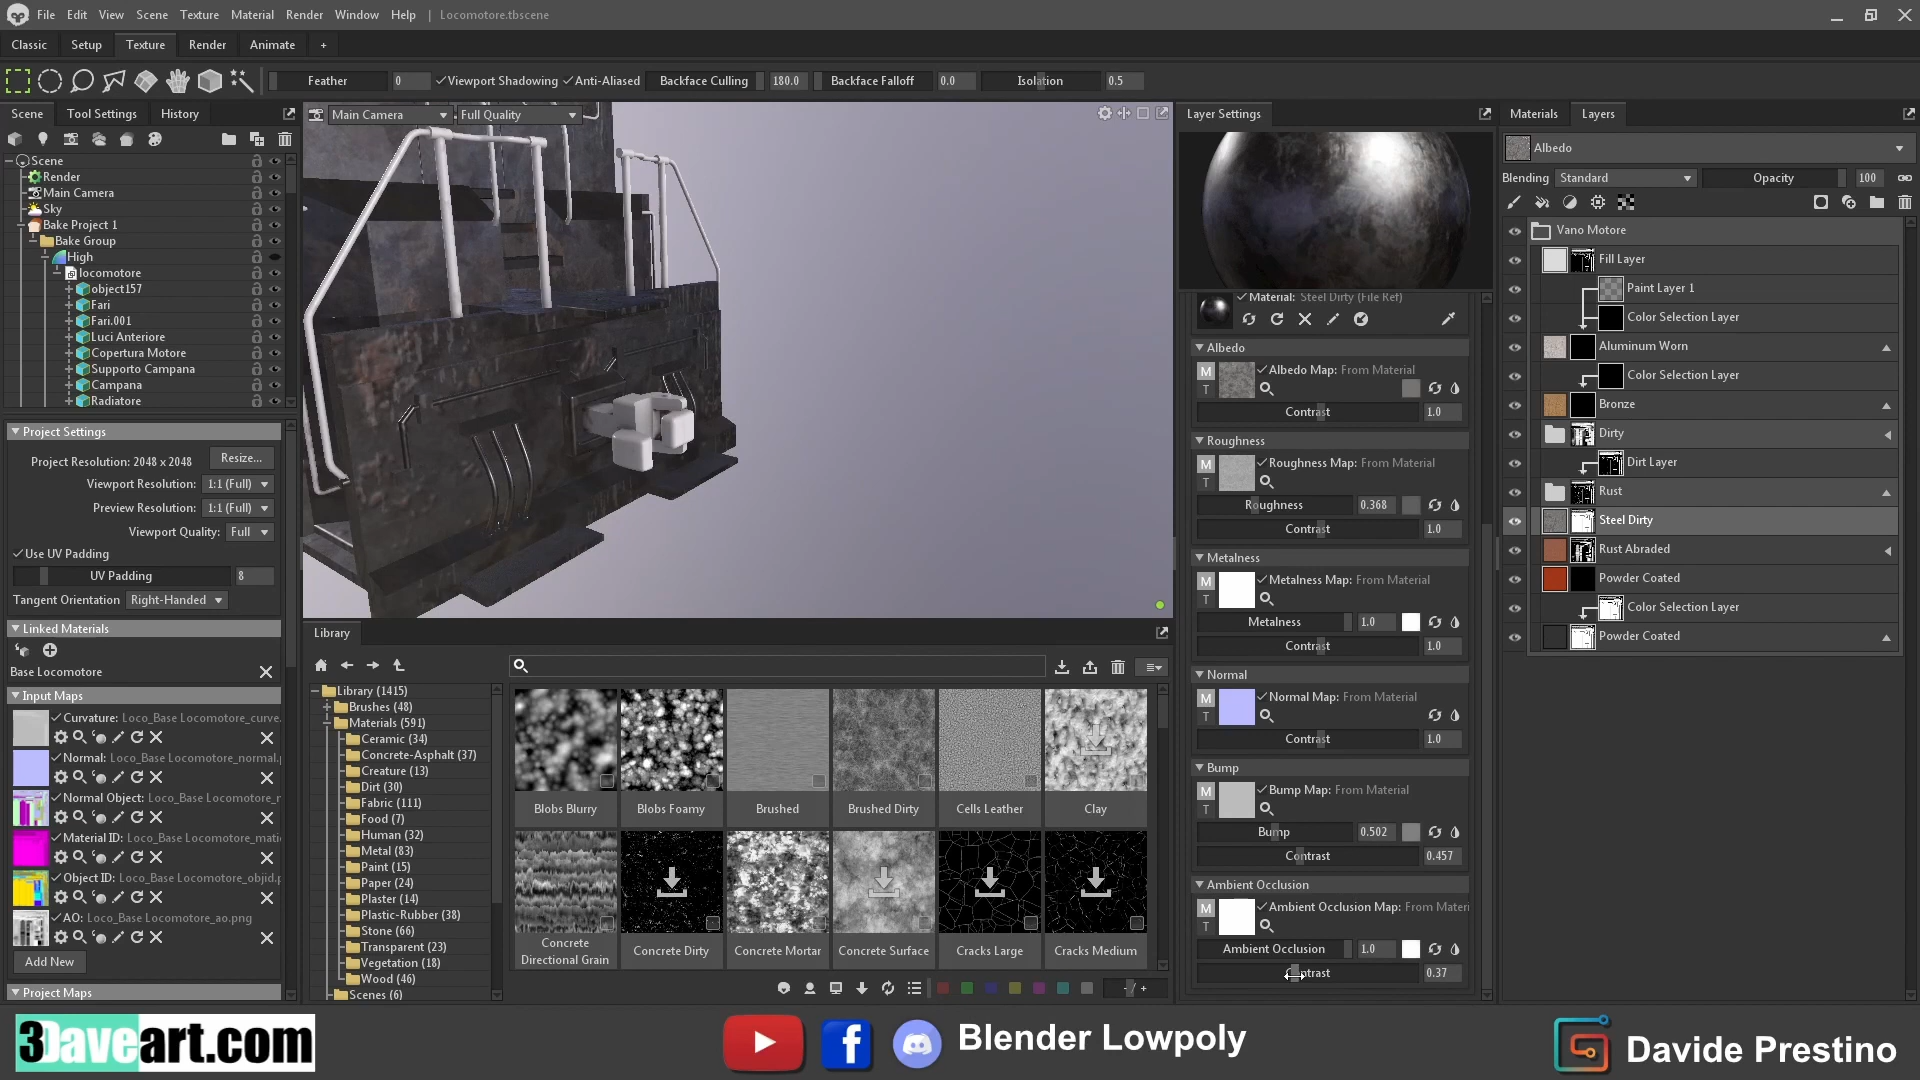 File Edit View Scene Texture Material Render Window Help | Locomotore.tbscene
Classic Setup Texture Render Animate +
Feather 0 Viewport Shadowing Anti-Aliased Backface Culling 180.0 Backface Falloff 0.0 Isolation 0.5
Scene Tool Settings History
Scene
Render
Main Camera
Sky
Bake Project 1
Bake Group
High
locomotore
object157
Fari
Fari.001
Luci Anteriore
Copertura Motore
Supporto Campana
Campana
Radiatore
Project Settings
Project Resolution: 2048 x 2048 Resize...
Viewport Resolution: 1:1 (Full)
Preview Resolution: 1:1 (Full)
Viewport Quality: Full
Use UV Padding
UV Padding 8
Tangent Orientation Right-Handed
Linked Materials
Base Locomotore
Input Maps
Curvature: Loco_Base Locomotore_curve.
Normal: Loco_Base Locomotore_normal.
Normal Object: Loco_Base Locomotore_r
Material ID: Loco_Base Locomotore_mati
Object ID: Loco_Base Locomotore_objid.p
AO: Loco_Base Locomotore_ao.png
Add New
Project Maps
Main Camera Full Quality
Library
Library (1415)
Brushes (48)
Materials (591)
Ceramic (34)
Concrete-Asphalt (37)
Creature (13)
Dirt (30)
Fabric (111)
Food (7)
Human (32)
Metal (83)
Paint (15)
Paper (24)
Plaster (14)
Plastic-Rubber (38)
Stone (66)
Transparent (23)
Vegetation (18)
Wood (46)
Scenes (6)
Blobs Blurry Blobs Foamy Brushed Brushed Dirty Cells Leather Clay
Concrete Directional Grain Concrete Dirty Concrete Mortar Concrete Surface Cracks Large Cracks Medium
- / +
Layer Settings
Material: Steel Dirty (File Ref)
Albedo
M T Albedo Map: From Material
Contrast 1.0
Roughness
M T Roughness Map: From Material
Roughness 0.368
Contrast 1.0
Metalness
M T Metalness Map: From Material
Metalness 1.0
Contrast 1.0
Normal
M T Normal Map: From Material
Contrast 1.0
Bump
M T Bump Map: From Material
Bump 0.502
Contrast 0.457
Ambient Occlusion
M T Ambient Occlusion Map: From Materi
Ambient Occlusion 1.0
Contrast 0.37
Materials Layers
Albedo
Blending Standard Opacity 100
Vano Motore
Fill Layer
Paint Layer 1
Color Selection Layer
Aluminum Worn
Color Selection Layer
Bronze
Dirty
Dirt Layer
Rust
Steel Dirty
Rust Abraded
Powder Coated
Color Selection Layer
Powder Coated
3Daveart.com
Blender Lowpoly
Davide Prestino